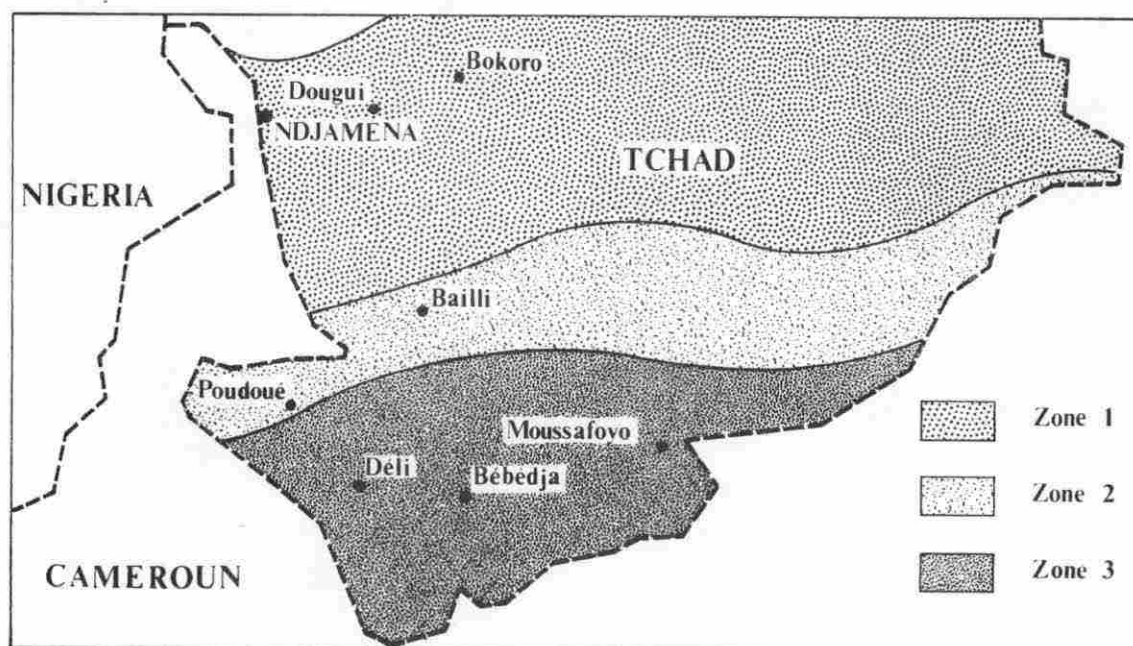 Bokoro
Dougui
NDJAMENA
TCHAD
NIGERIA
Bailli
Poudoué
Zone 1
Moussafoyo
Déli
Bébédja
Zone 2
CAMEROUN
Zone 3